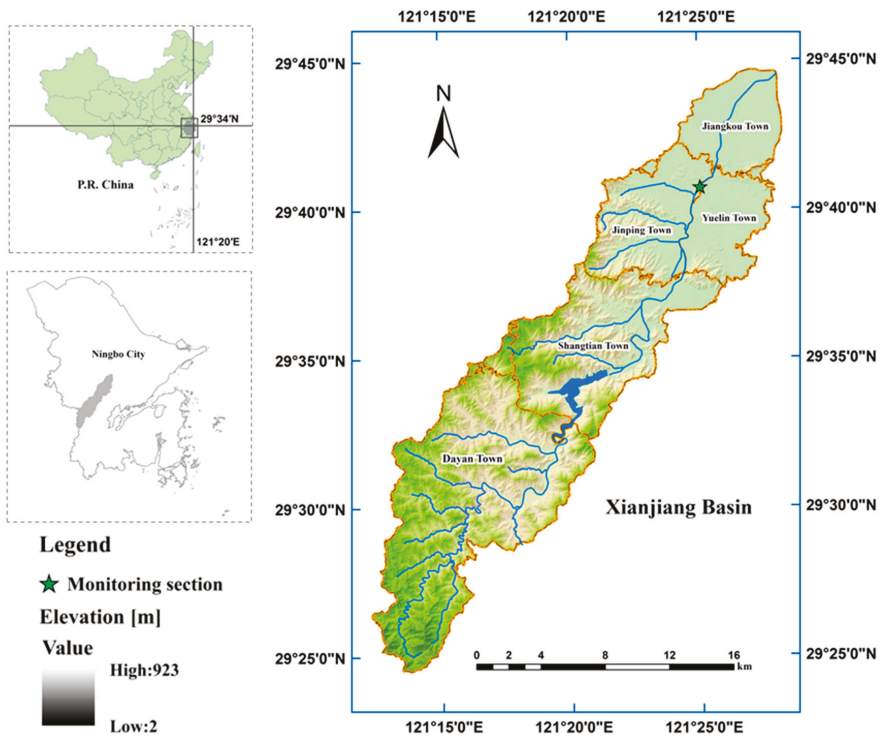 29°34"N
P.R. China
121°20'E
Ningbo City
Legend
Monitoring section
Elevation [m]
Value
High:923
Low:2
121°15'0"E
121°20'0"E
121°25'0"E
29°45'0"N
29°45'0"N
N
Jiangkou Town
29°40'0"N
29°40'0"N
Jinping Town
Yuelin Town
29°35'0"N
29°35'0"N
Shangtian Town
Dayan Town
29°30'0"N
29°30'0"N
Xianjiang Basin
29°25'0"N
29°25'0"N
0 2 4 8 12 16
km
121°15'0"E
121°20'0"E
121°25'0"E